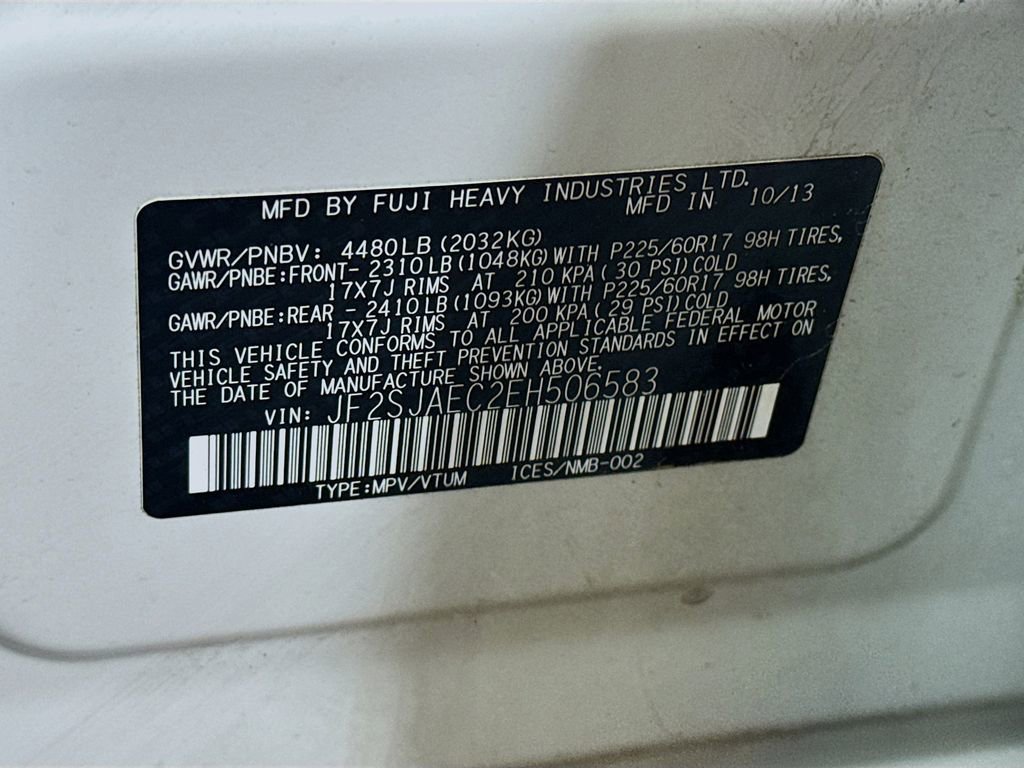 MFD BY FUJI HEAVY INDUSTRIES LTD.
MFD IN 10/13
GVWR/PNBV: 4480LB(2032KG)
GAWR/PNBE:FRONT- 2310LB(1048KG)WITH P225/60R17 98H TIRES,
17X7J RIMS AT 210 KPA( 30 PSI)COLD
GAWR/PNBE:REAR - 2410LB(1093KG)WITH P225/60R17 98H TIRES,
17X7J RIMS AT 200 KPA( 29 PSI)COLD
THIS VEHICLE CONFORMS TO ALL APPLICABLE FEDERAL MOTOR
VEHICLE SAFETY AND THEFT PREVENTION STANDARDS IN EFFECT ON
THE DATE OF MANUFACTURE SHOWN ABOVE.
VIN: JF2SJAEC2EH506583
TYPE:MPV/VTUM ICES/NMB-002